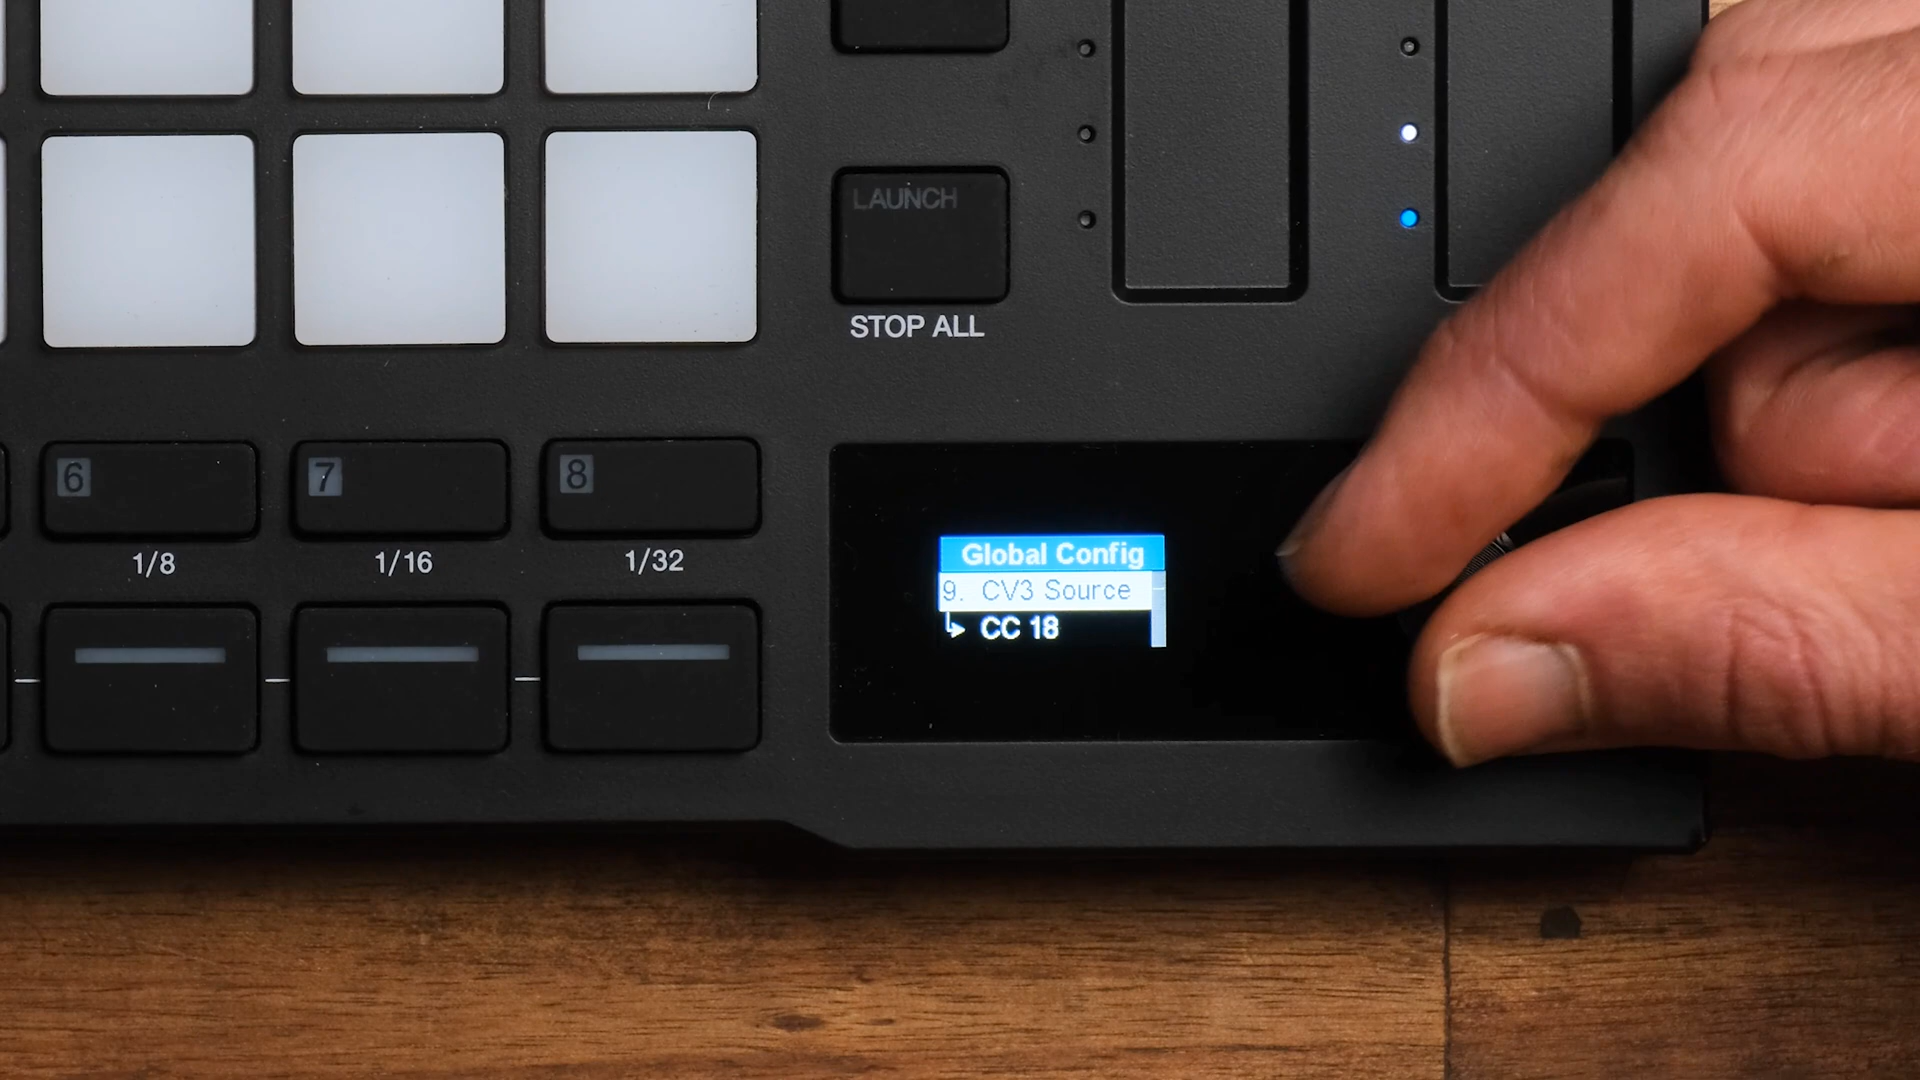 LAUNCH
STOP ALL
6
7
8
1/8
1/16
1/32
Global Config
9. CV3 Source
CC 18